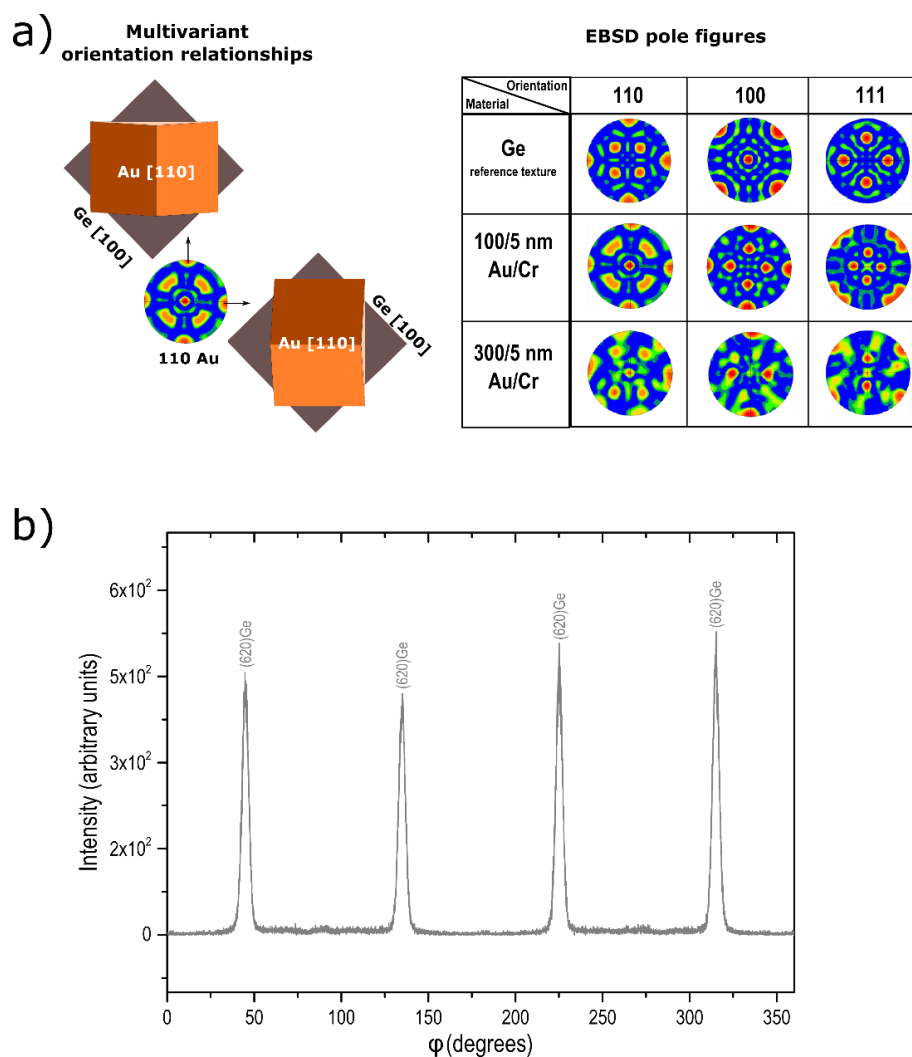 a)
Multivariant
orientation relationships
Au [110]
Ge [100]
110 Au
Au [110]
Ge [100]
EBSD pole figures
Orientation
Material
110
100
111
Ge
reference texture
100/5 nm
Au/Cr
300/5 nm
Au/Cr
b)
Intensity (arbitrary units)
6x10²
5x10²
3x10²
2x10²
0
(620)Ge
(620)Ge
(620)Ge
(620)Ge
0
50
100
150
200
250
300
350
φ (degrees)